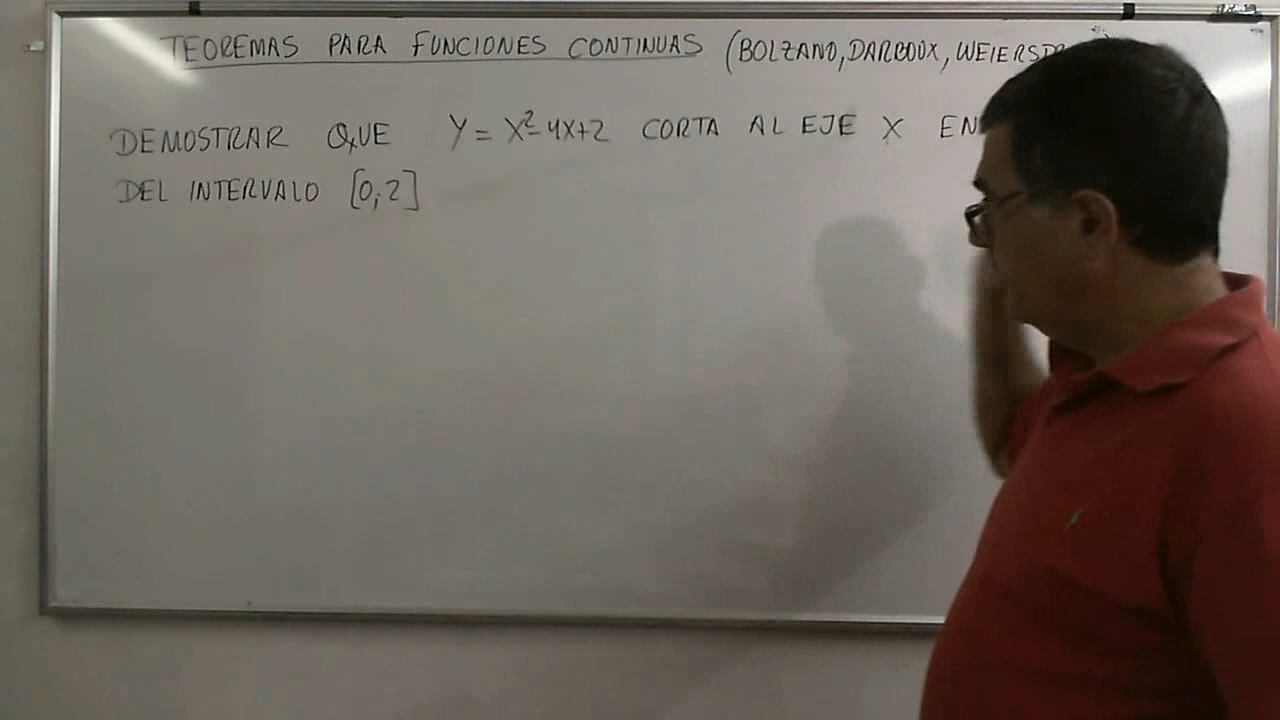 TEOREMAS PARA FUNCIONES CONTINUAS (BOLZANO, DARBOUX,
DEMOSTRAR QUE Y = X²-4X+2 CORTA AL EJE X EN
DEL INTERVALO [0;2]